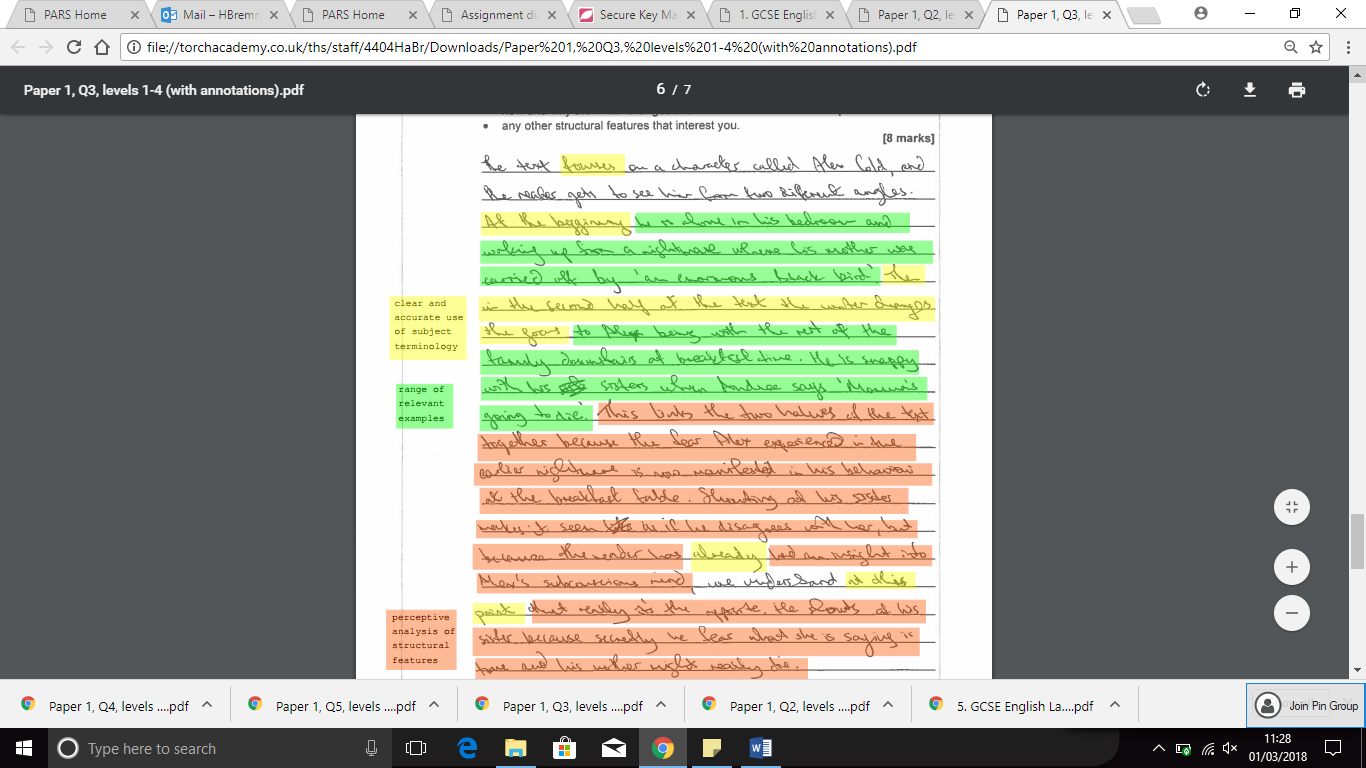 PARS Home
Mail – HBremn
PARS Home
Assignment di
Secure Key Ma
1. GCSE English
Paper 1, Q2, le
Paper 1, Q3, le
file://torchacademy.co.uk/ths/staff/4404HaBr/Downloads/Paper%201,%20Q3,%20levels%201-4%20(with%20annotations).pdf
Paper 1, Q3, levels 1-4 (with annotations).pdf
6 / 7
• any other structural features that interest you.
[8 marks]
The text focuses on a character called Alex Cold, and
the reader gets to see him from two different angles.
At the beginning he is alone in his bedroom and
waking up from a nightmare where his mother was
carried off by 'an enormous black bird'. Then
in the second half of the text the writer changes
the focus to Alex being with the rest of the
family downstairs at breakfast time. He is snappy
with his sisters when Andrea says 'Momma's
going to die'. This links the two halves of the text
together because the fear Alex experienced in the
earlier nightmare is now manifested in his behaviour
at the breakfast table. Shouting at his sister
makes it seem as if he disagrees with her, but
because the reader has already had an insight into
Alex's subconscious mind, we understand at this
point that really it's the opposite. He shouts at his
sister because secretly he fear what she is saying is
true and his mother might really die.
clear and
accurate use
of subject
terminology
range of
relevant
examples
perceptive
analysis of
structural
features
Paper 1, Q4, levels ....pdf
Paper 1, Q5, levels ....pdf
Paper 1, Q3, levels ....pdf
Paper 1, Q2, levels ....pdf
5. GCSE English La....pdf
Join Pin Group
Type here to search
11:28
01/03/2018